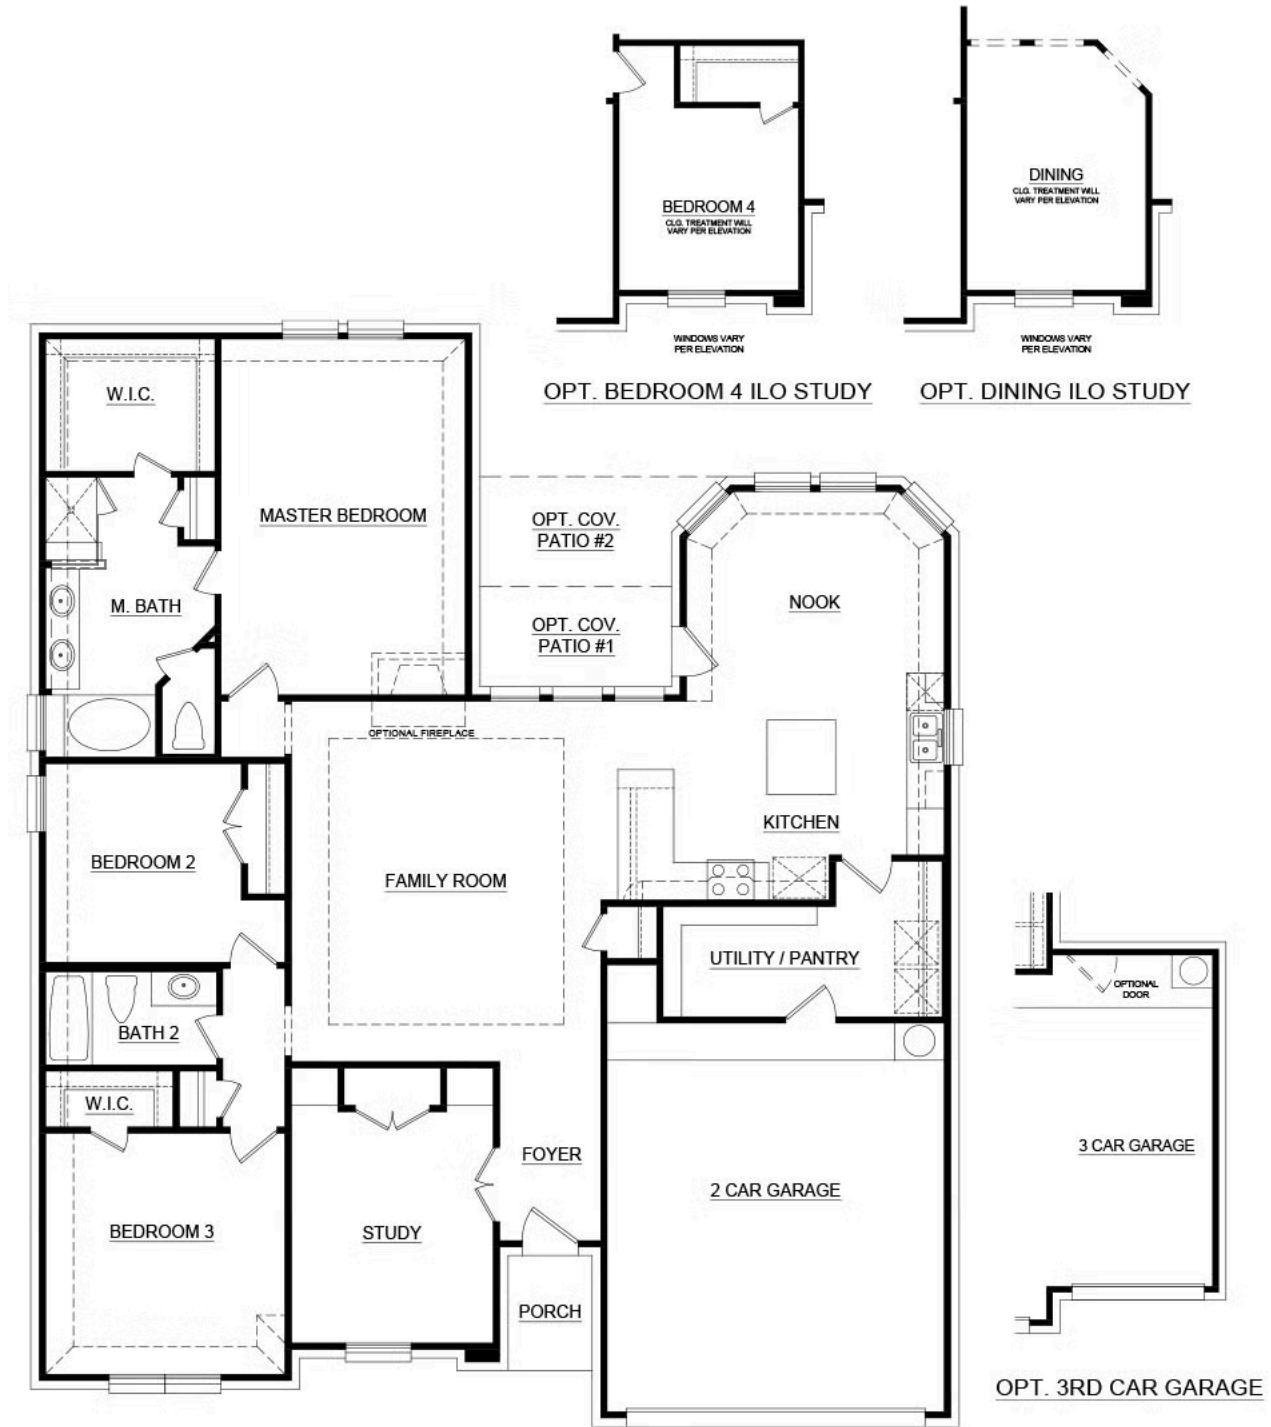 BEDROOM 4
CLG. TREATMENT WILL
VARY PER ELEVATION
WINDOWS VARY
PER ELEVATION
OPT. BEDROOM 4 ILO STUDY
DINING
CLG. TREATMENT WILL
VARY PER ELEVATION
WINDOWS VARY
PER ELEVATION
OPT. DINING ILO STUDY
W.I.C.
MASTER BEDROOM
OPT. COV.
PATIO #2
OPT. COV.
PATIO #1
NOOK
M. BATH
OPTIONAL FIREPLACE
KITCHEN
BEDROOM 2
FAMILY ROOM
UTILITY / PANTRY
BATH 2
W.I.C.
FOYER
2 CAR GARAGE
BEDROOM 3
STUDY
PORCH
OPTIONAL
DOOR
3 CAR GARAGE
OPT. 3RD CAR GARAGE